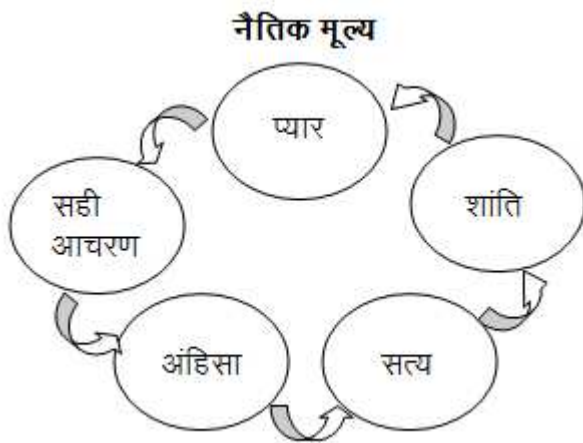 नैतिक मूल्य
प्यार
सही
आचरण
अंहिसा
सत्य
शांति